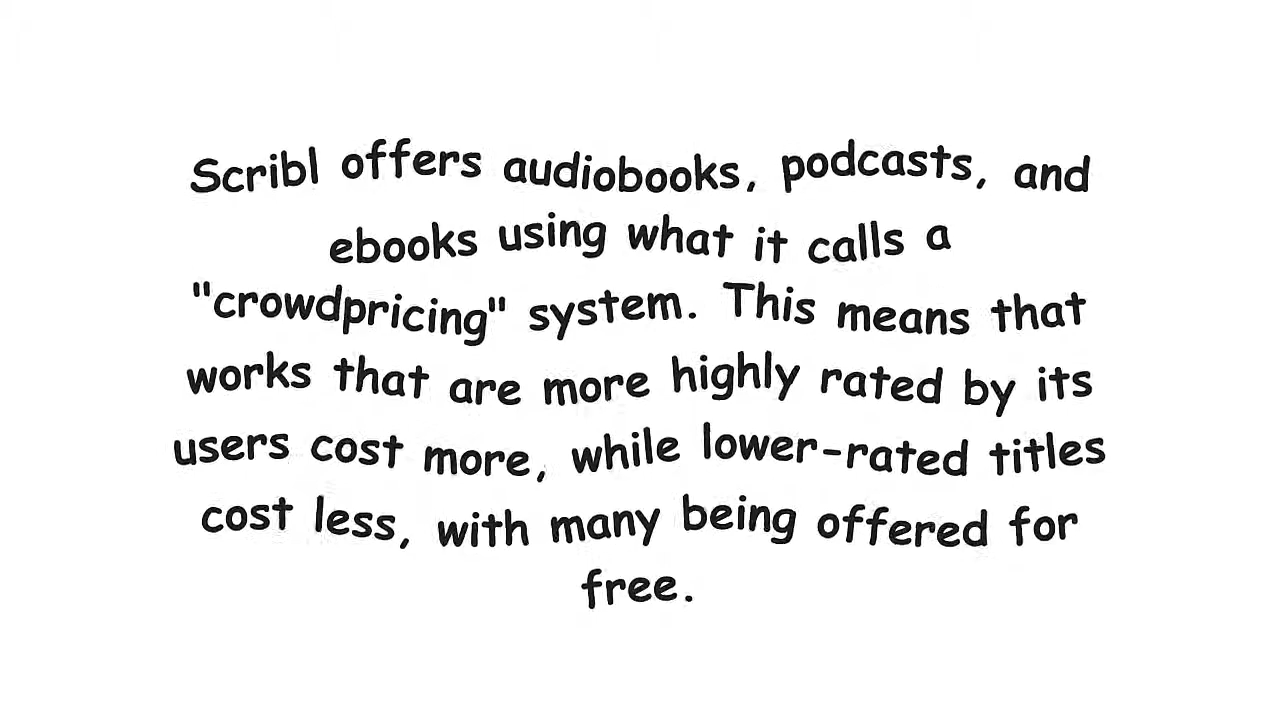 Scribl offers audiobooks, podcasts, and
ebooks using what it calls a
"crowdpricing" system. This means that
works that are more highly rated by its
users cost more, while lower-rated titles
cost less, with many being offered for
free.